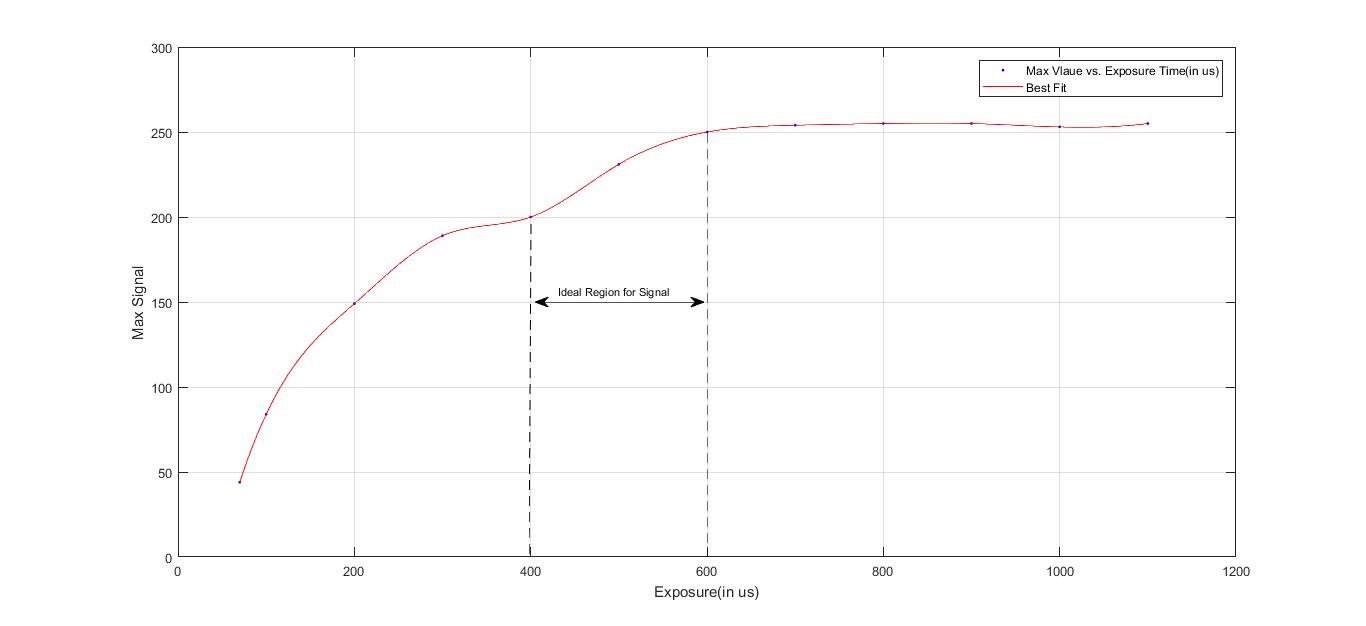 300
250
200
150
100
50
0
0
200
400
600
800
1000
1200
Max Signal
Exposure(in us)
Max Vlaue vs. Exposure Time(in us)
Best Fit
Ideal Region for Signal